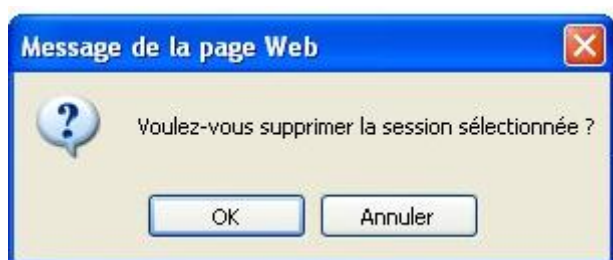 Message de la page Web
Voulez-vous supprimer la session sélectionnée ?
OK
Annuler